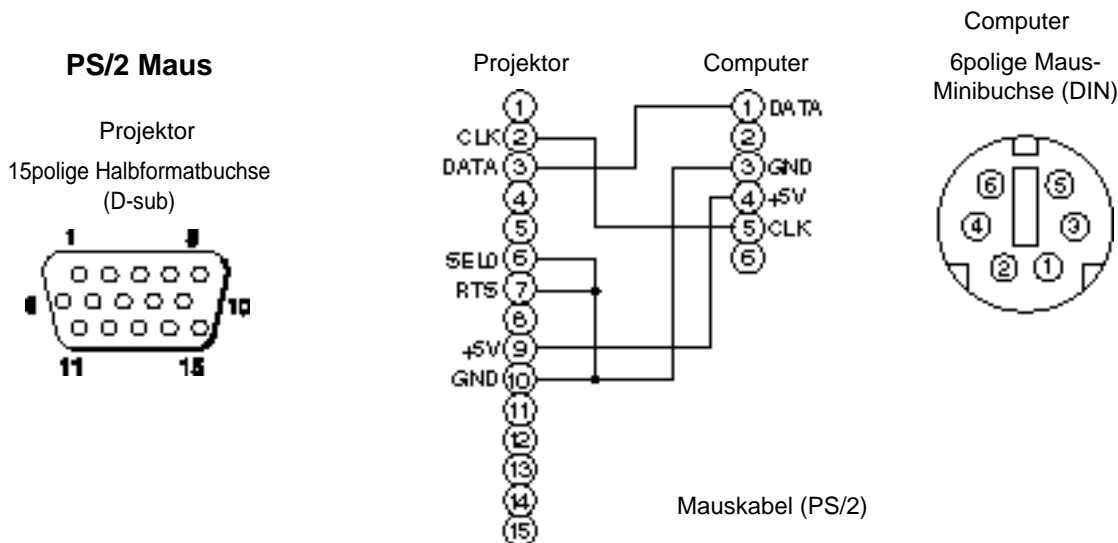 PS/2 Maus
Projektor
15polige Halbformatbuchse
(D-sub)
1 5
6 10
11 15
Projektor Computer
1
CLK 2
DATA 3
4
5
SEL0 6
RTS 7
8
+5V 9
GND 10
11
12
13
14
15
1 DATA
2
3 GND
4 +5V
5 CLK
6
Mauskabel (PS/2)
Computer
6polige Maus-
Minibuchse (DIN)
6 5
4 3
2 1